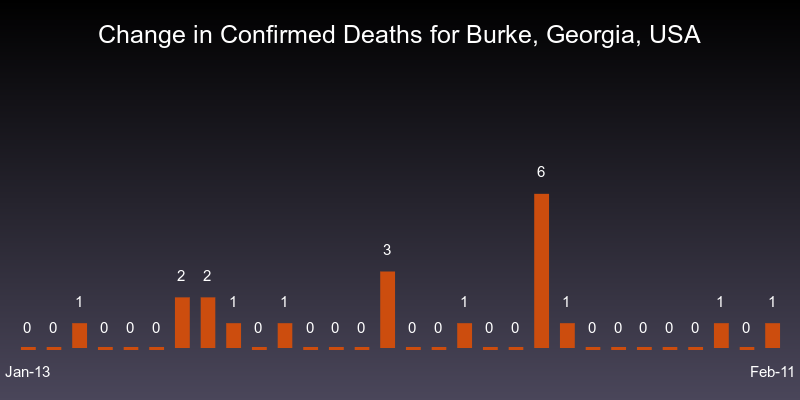 Change in Confirmed Deaths for Burke, Georgia, USA
6
3
2 2
1 1 1 1 1 1 1
0 0 0 0 0 0 0 0 0 0 0 0 0 0 0 0 0 0 0
Jan-13 Feb-11